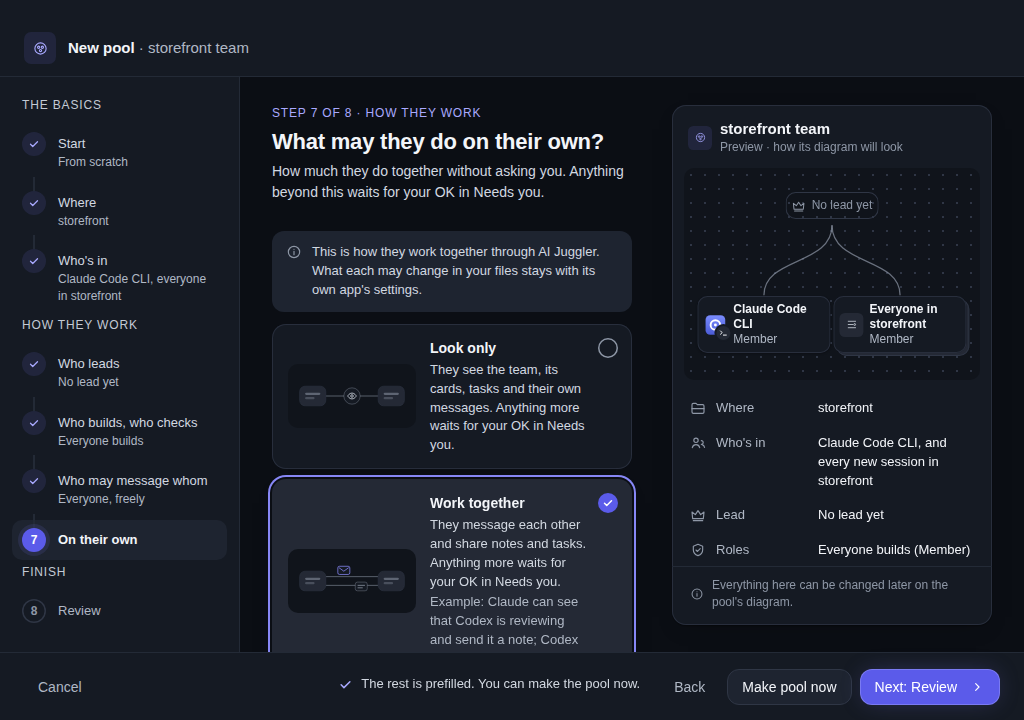 New pool · storefront team
THE BASICS
Start
From scratch
Where
storefront
Who's in
Claude Code CLI, everyone
in storefront
HOW THEY WORK
Who leads
No lead yet
Who builds, who checks
Everyone builds
Who may message whom
Everyone, freely
7 On their own
FINISH
8 Review
STEP 7 OF 8 · HOW THEY WORK
What may they do on their own?
How much they do together without asking you. Anything
beyond this waits for your OK in Needs you.
This is how they work together through AI Juggler.
What each may change in your files stays with its
own app's settings.
Look only
They see the team, its
cards, tasks and their own
messages. Anything more
waits for your OK in Needs
you.
Work together
They message each other
and share notes and tasks.
Anything more waits for
your OK in Needs you.
Example: Claude can see
that Codex is reviewing
and send it a note; Codex
storefront team
Preview · how its diagram will look
No lead yet
Claude Code
CLI
Member
Everyone in
storefront
Member
Where storefront
Who's in Claude Code CLI, and
every new session in
storefront
Lead No lead yet
Roles Everyone builds (Member)
Everything here can be changed later on the
pool's diagram.
Cancel
The rest is prefilled. You can make the pool now.
Back
Make pool now
Next: Review